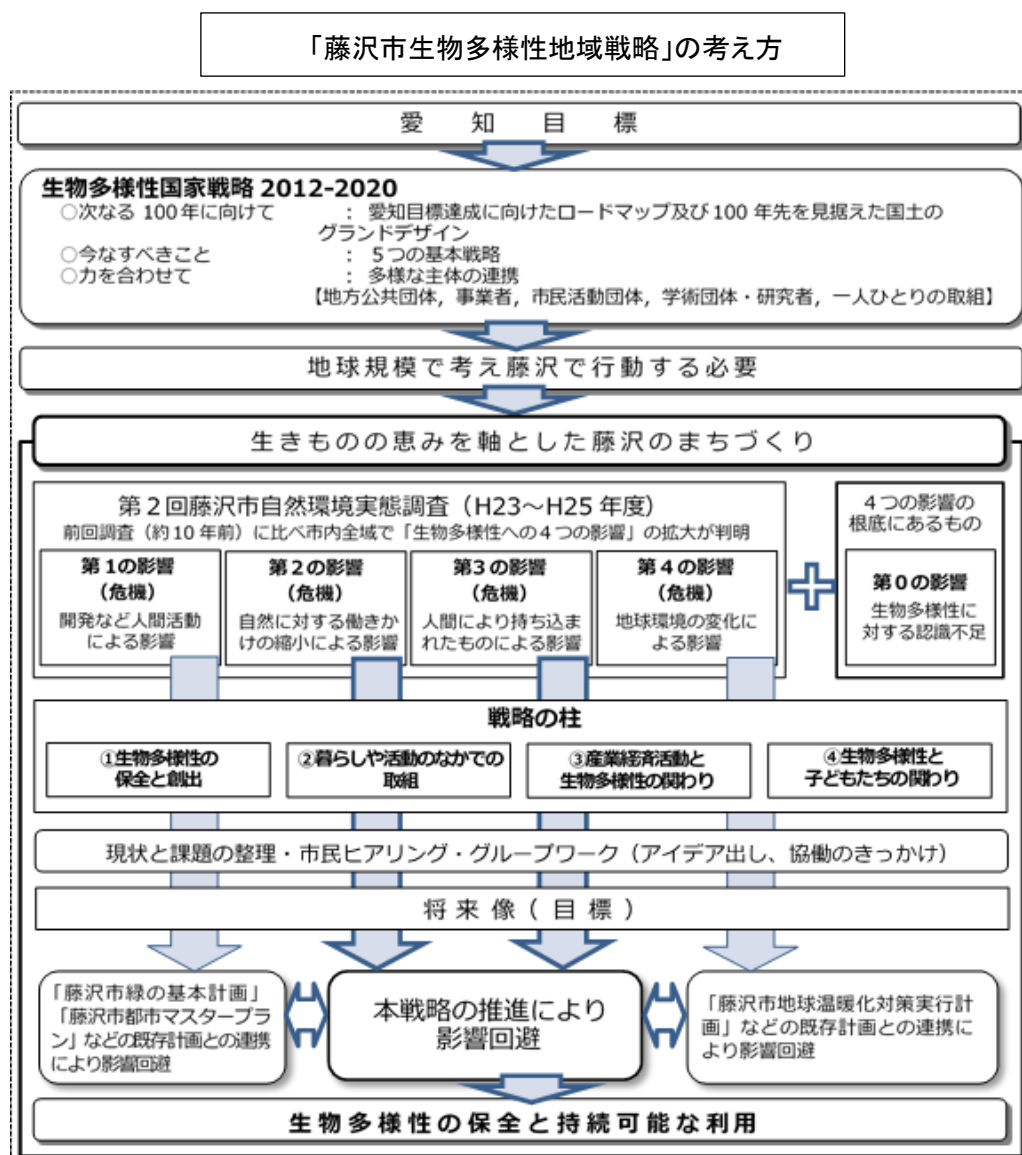 「藤沢市生物多様性地域戦略」の考え方
愛知目標
生物多様性国家戦略 2012-2020
○次なる 100年に向けて ： 愛知目標達成に向けたロードマップ及び 100 年先を見据えた国土の
グランドデザイン
○今なすべきこと ： ５つの基本戦略
○力を合わせて ： 多様な主体の連携
【地方公共団体，事業者，市民活動団体，学術団体・研究者，一人ひとりの取組】
地球規模で考え藤沢で行動する必要
生きものの恵みを軸とした藤沢のまちづくり
第２回藤沢市自然環境実態調査（H23～H25 年度）
前回調査（約10 年前）に比べ市内全域で「生物多様性への４つの影響」の拡大が判明
第１の影響
（危機）
開発など人間活動
による影響
第２の影響
（危機）
自然に対する働きか
けの縮小による影響
第３の影響
（危機）
人間により持ち込ま
れたものによる影響
第４の影響
（危機）
地球環境の変化に
よる影響
４つの影響の
根底にあるもの
第０の影響
生物多様性に
対する認識不足
戦略の柱
①生物多様性の
保全と創出
②暮らしや活動のなかでの
取組
③産業経済活動と
生物多様性の関わり
④生物多様性と
子どもたちの関わり
現状と課題の整理・市民ヒアリング・グループワーク（アイデア出し、協働のきっかけ）
将来像（目標）
「藤沢市緑の基本計画」
「藤沢市都市マスタープラ
ン」などの既存計画との連携
により影響回避
本戦略の推進により
影響回避
「藤沢市地球温暖化対策実行計
画」などの既存計画との連携に
より影響回避
生物多様性の保全と持続可能な利用